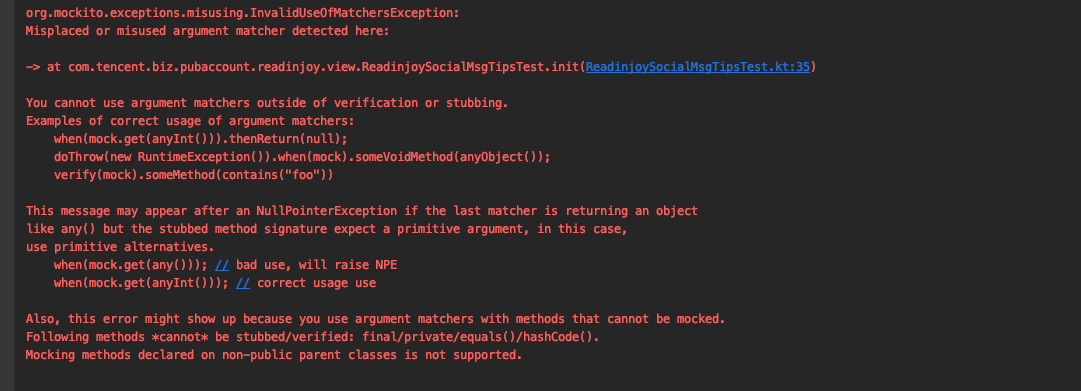 org.mockito.exceptions.misusing.InvalidUseOfMatchersException:
Misplaced or misused argument matcher detected here:
-> at com.tencent.biz.pubaccount.readinjoy.view.ReadinjoySocialMsgTipsTest.init(ReadinjoySocialMsgTipsTest.kt:35)
You cannot use argument matchers outside of verification or stubbing.
Examples of correct usage of argument matchers:
when(mock.get(anyInt())).thenReturn(null);
doThrow(new RuntimeException()).when(mock).someVoidMethod(anyObject());
verify(mock).someMethod(contains("foo"))
This message may appear after an NullPointerException if the last matcher is returning an object
like any() but the stubbed method signature expect a primitive argument, in this case,
use primitive alternatives.
when(mock.get(any())); // bad use, will raise NPE
when(mock.get(anyInt())); // correct usage use
Also, this error might show up because you use argument matchers with methods that cannot be mocked.
Following methods *cannot* be stubbed/verified: final/private/equals()/hashCode().
Mocking methods declared on non-public parent classes is not supported.